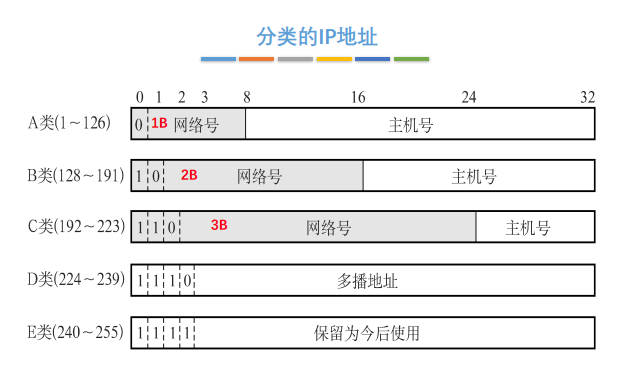 分类的IP地址
0 1 2 3 8 16 24 32
A类(1～126) 0 1B 网络号 主机号
B类(128～191) 1 0 2B 网络号 主机号
C类(192～223) 1 1 0 3B 网络号 主机号
D类(224～239) 1 1 1 0 多播地址
E类(240～255) 1 1 1 1 保留为今后使用